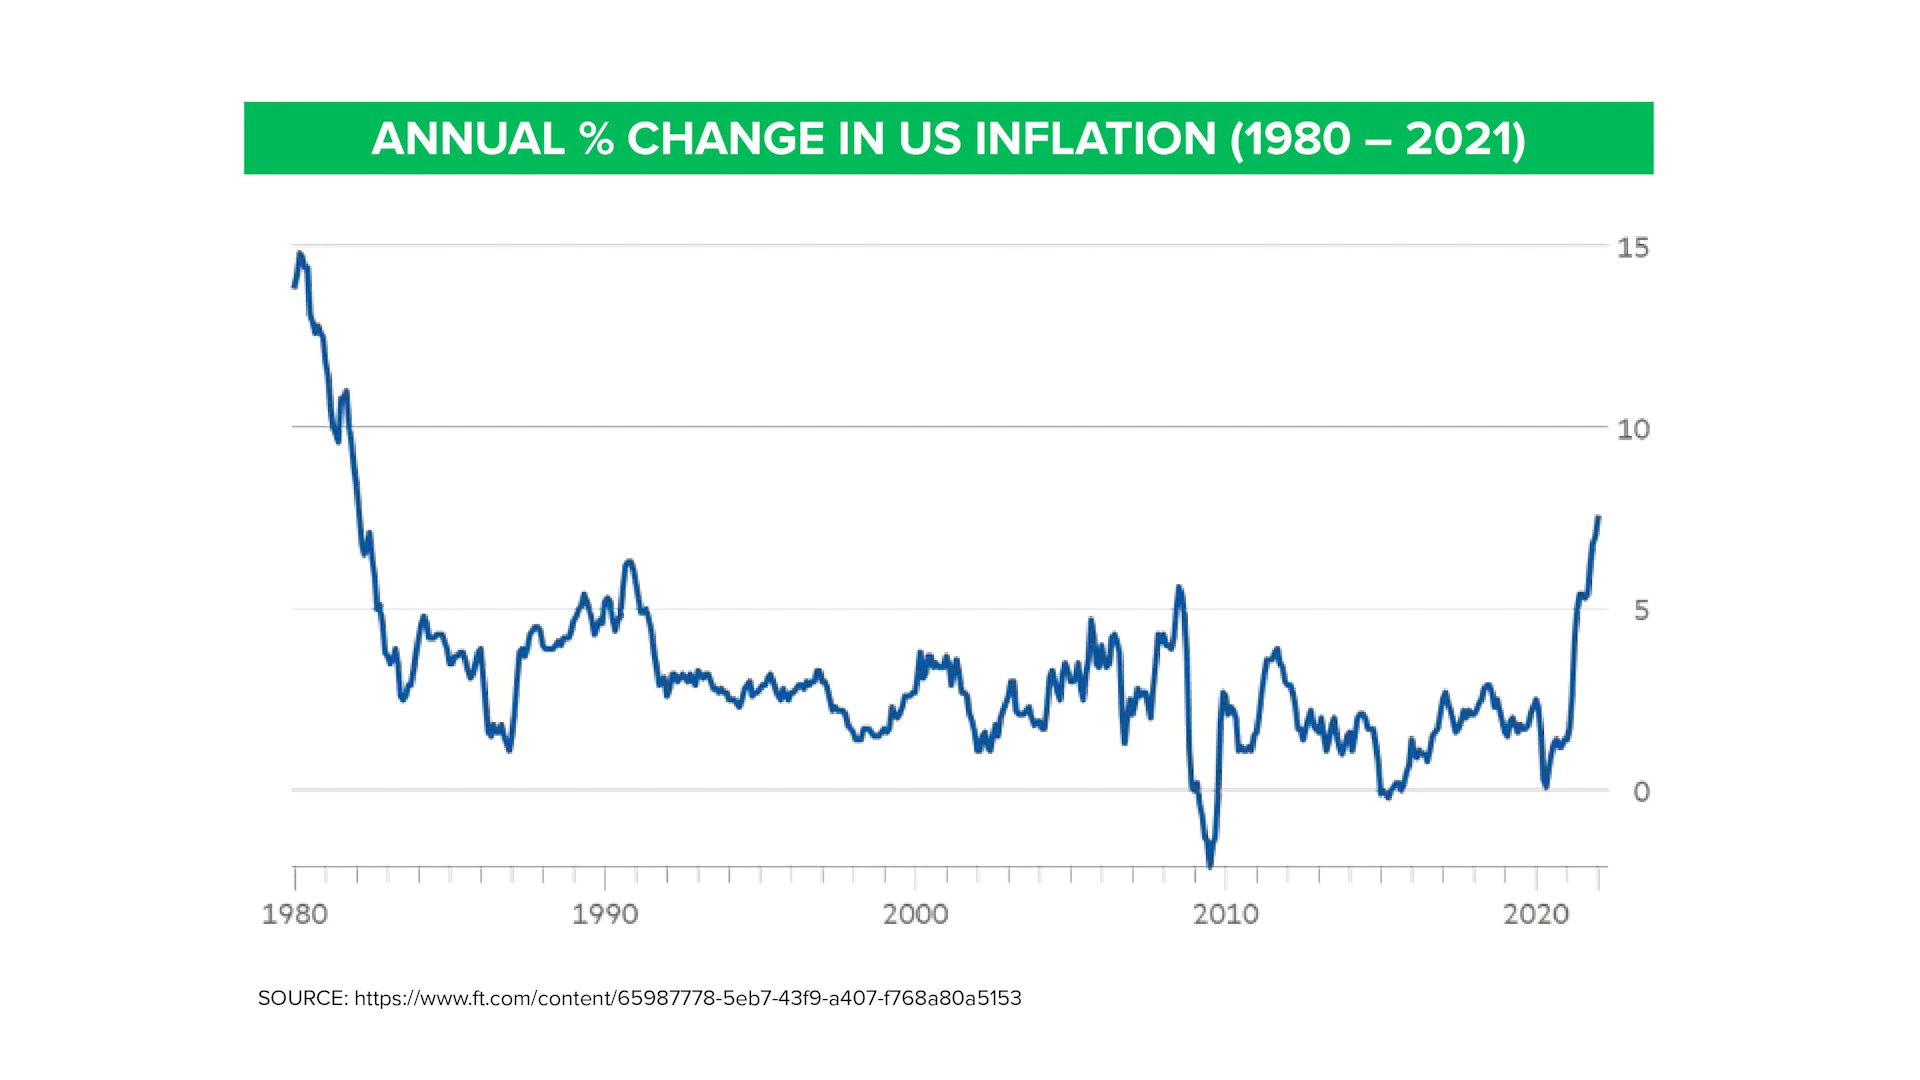 ANNUAL % CHANGE IN US INFLATION (1980 – 2021)
15
10
5
0
1980 1990 2000 2010 2020
SOURCE: https://www.ft.com/content/65987778-5eb7-43f9-a407-f768a80a5153